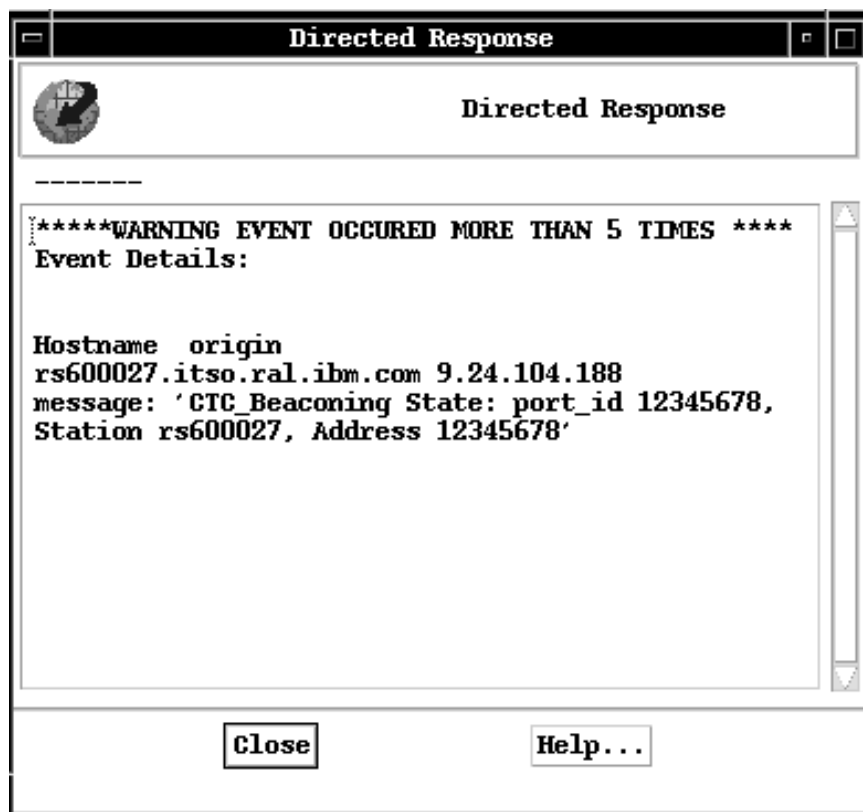 Directed Response
Directed Response
-------
*****WARNING EVENT OCCURED MORE THAN 5 TIMES ****
Event Details:
Hostname origin
rs600027.itso.ral.ibm.com 9.24.104.188
message: 'CTC_Beaconing State: port_id 12345678,
Station rs600027, Address 12345678'
Close Help...